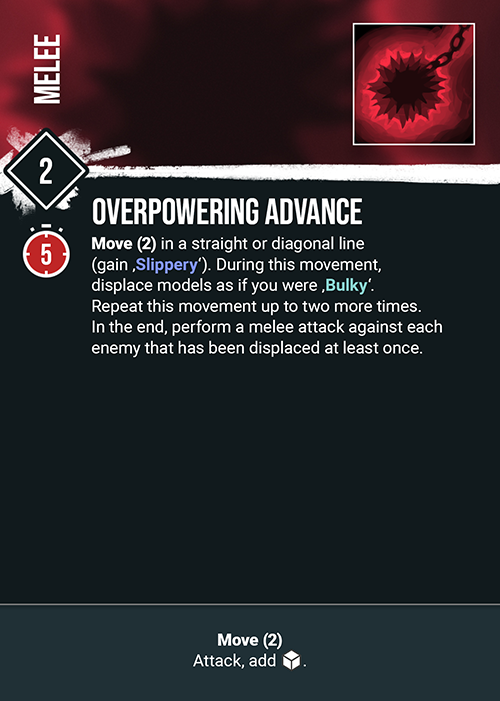 MELEE
2
OVERPOWERING ADVANCE
5
Move (2) in a straight or diagonal line
(gain ‚Slippery‘). During this movement,
displace models as if you were ‚Bulky‘.
Repeat this movement up to two more times.
In the end, perform a melee attack against each
enemy that has been displaced at least once.
Move (2)
Attack, add .